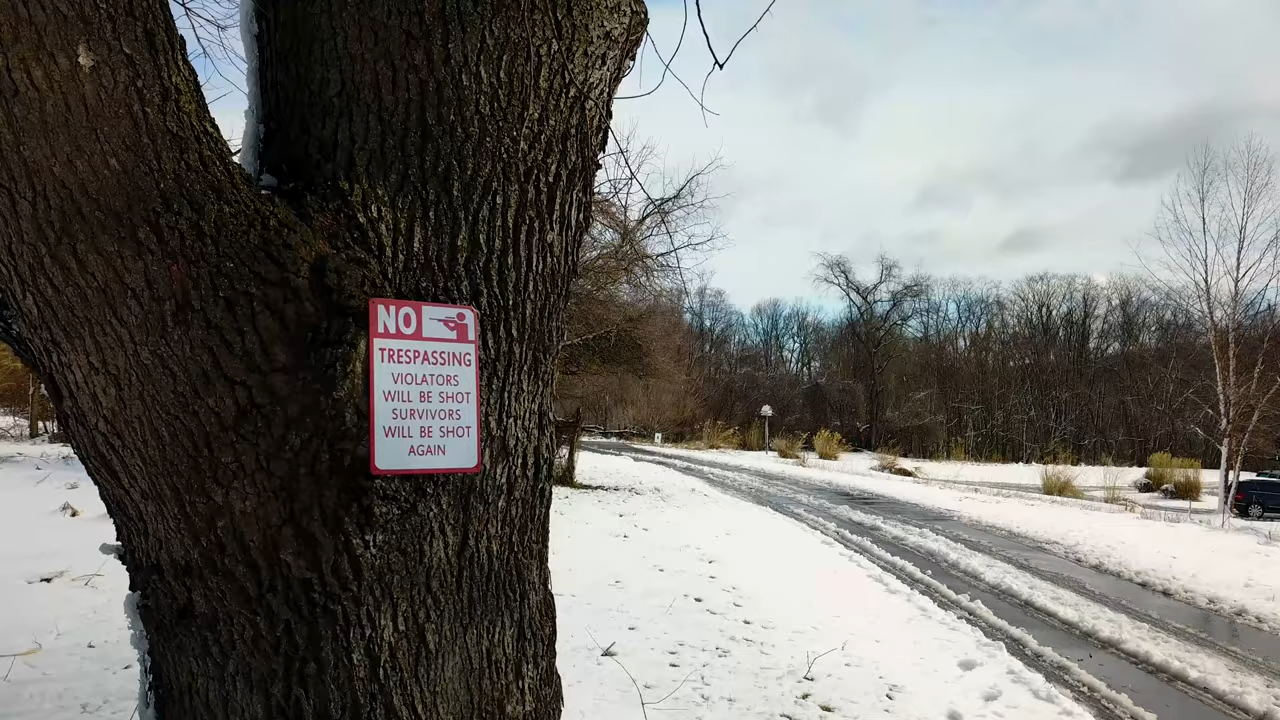 NO
TRESPASSING
VIOLATORS
WILL BE SHOT
SURVIVORS
WILL BE SHOT
AGAIN